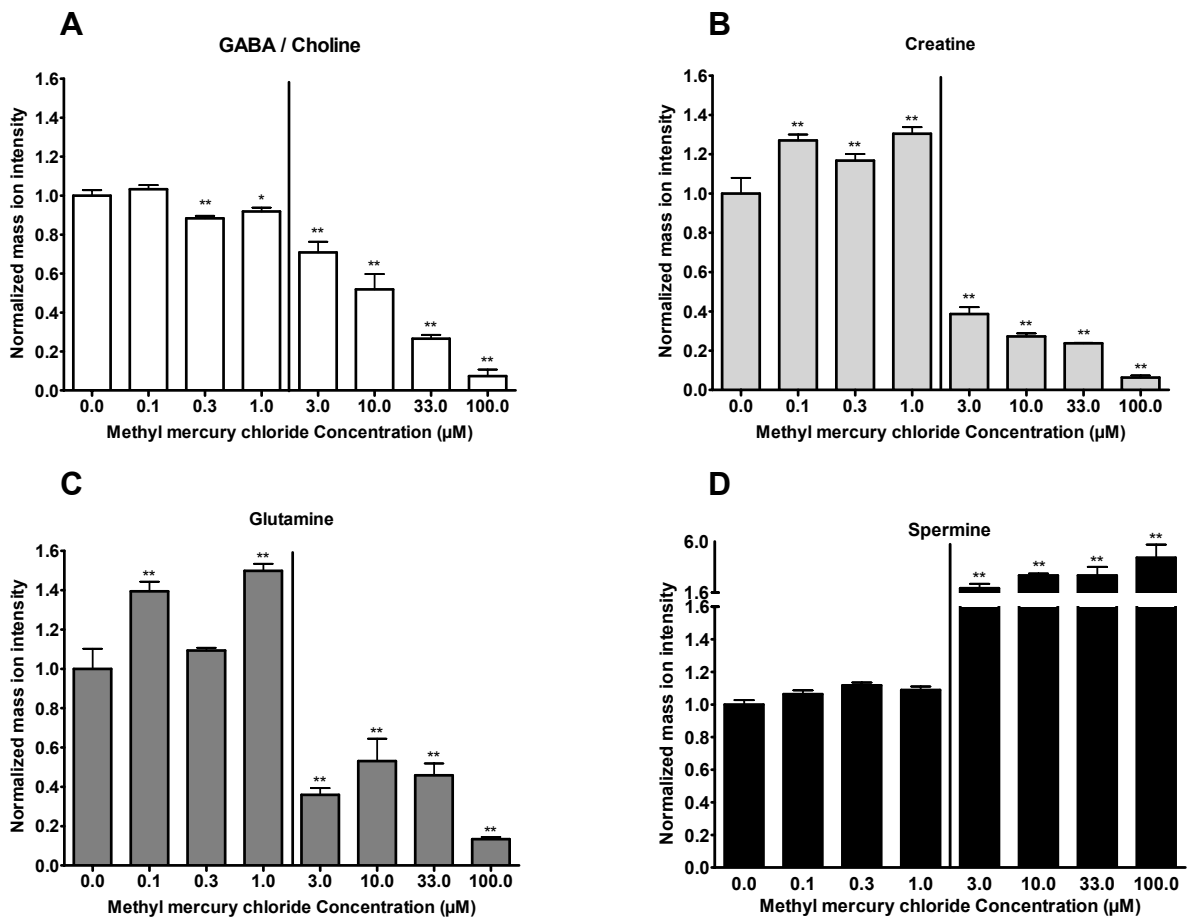 A
GABA / Choline
Normalized mass ion intensity
1.6
1.4
1.2
1.0
0.8
0.6
0.4
0.2
0.0
** * ** ** ** **
0.0 0.1 0.3 1.0 3.0 10.0 33.0 100.0
Methyl mercury chloride Concentration (µM)
B
Creatine
Normalized mass ion intensity
1.6
1.4
1.2
1.0
0.8
0.6
0.4
0.2
0.0
** ** ** ** ** ** **
0.0 0.1 0.3 1.0 3.0 10.0 33.0 100.0
Methyl mercury chloride Concentration (µM)
C
Glutamine
Normalized mass ion intensity
1.6
1.4
1.2
1.0
0.8
0.6
0.4
0.2
0.0
** ** ** ** ** **
0.0 0.1 0.3 1.0 3.0 10.0 33.0 100.0
Methyl mercury chloride Concentration (µM)
D
Spermine
Normalized mass ion intensity
6.0
1.6
1.6
1.4
1.2
1.0
0.8
0.6
0.4
0.2
0.0
** ** ** **
0.0 0.1 0.3 1.0 3.0 10.0 33.0 100.0
Methyl mercury chloride Concentration (µM)